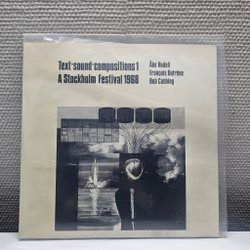 Text-sound-compositions 1
A Stockholm Festival 1968
Åke Hodell
François Dufrêne
Bob Cobbing